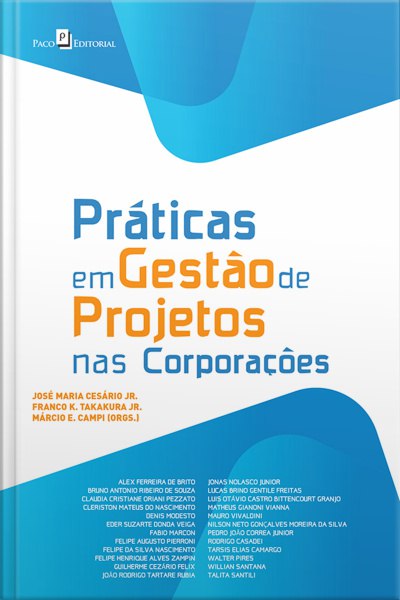 PACO EDITORIAL
Práticas
em Gestão de
Projetos
nas Corporações
JOSÉ MARIA CESÁRIO JR.
FRANCO K. TAKAKURA JR.
MÁRCIO E. CAMPI (ORGS.)
ALEX FERREIRA DE BRITO
BRUNO ANTONIO RIBEIRO DE SOUZA
CLAUDIA CRISTIANE ORIANI PEZZATO
CLERISTON MATEUS DO NASCIMENTO
DENIS MODESTO
EDER SUZARTE DONDA VEIGA
FABIO MARCON
FELIPE AUGUSTO PIERRONI
FELIPE DA SILVA NASCIMENTO
FELIPE HENRIQUE ALVES ZAMPIN
GUILHERME CEZÁRIO FELIX
JOÃO RODRIGO TARTARE RUBIA
JONAS NOLASCO JUNIOR
LUCAS BRINO GENTILE FREITAS
LUIS OTÁVIO CASTRO BITTENCOURT GRANJO
MATHEUS GIANONI VIANNA
MAURO VIVALDINI
NILSON NETO GONÇALVES MOREIRA DA SILVA
PEDRO JOÃO CORREA JUNIOR
RODRIGO CASADEI
TARSIS ELIAS CAMARGO
WALTER PIRES
WILLIAN SANTANA
TALITA SANTILI